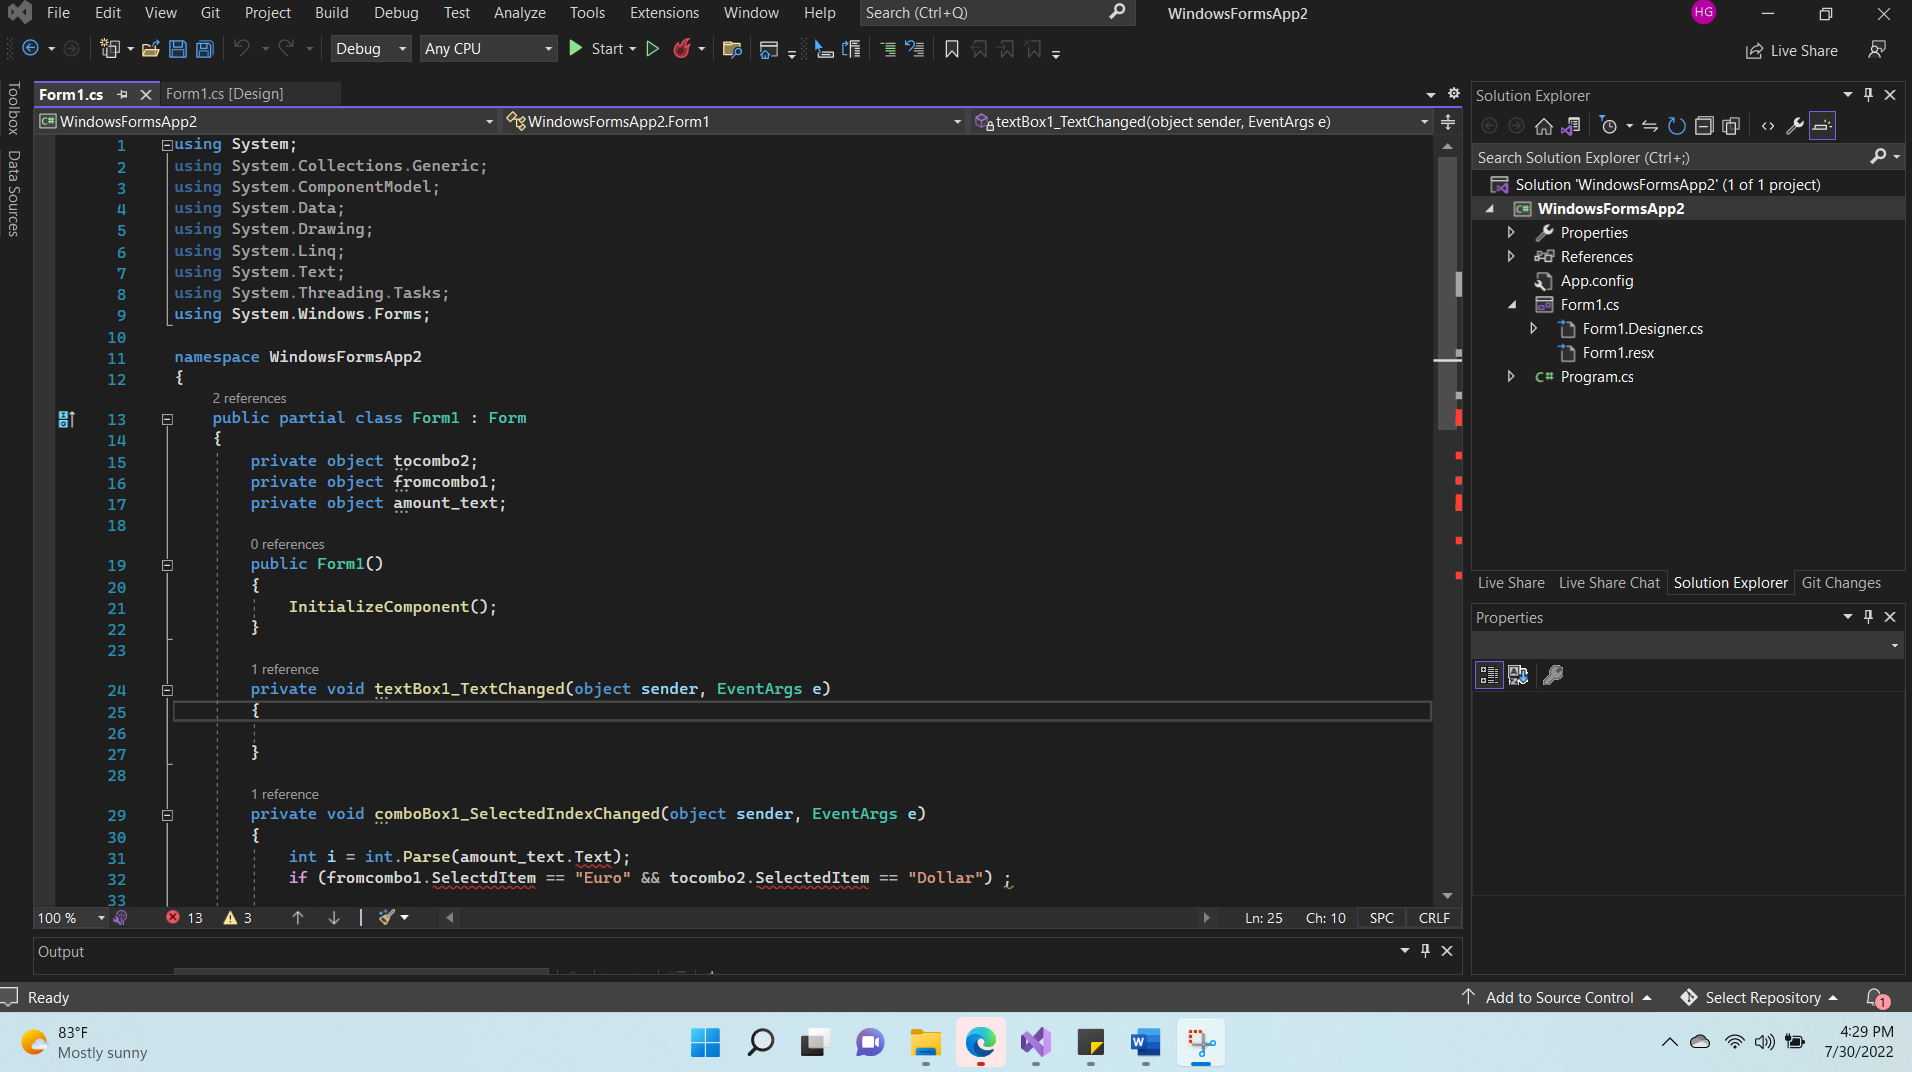 File Edit View Git Project Build Debug Test Analyze Tools Extensions Window Help Search (Ctrl+Q) WindowsFormsApp2 HG
Debug Any CPU Start Live Share
Toolbox
Data Sources
Form1.cs Form1.cs [Design]
WindowsFormsApp2 WindowsFormsApp2.Form1 textBox1_TextChanged(object sender, EventArgs e)
1 using System;
2 using System.Collections.Generic;
3 using System.ComponentModel;
4 using System.Data;
5 using System.Drawing;
6 using System.Linq;
7 using System.Text;
8 using System.Threading.Tasks;
9 using System.Windows.Forms;
10
11 namespace WindowsFormsApp2
12 {
2 references
13 public partial class Form1 : Form
14 {
15 private object tocombo2;
16 private object fromcombo1;
17 private object amount_text;
18
0 references
19 public Form1()
20 {
21 InitializeComponent();
22 }
23
1 reference
24 private void textBox1_TextChanged(object sender, EventArgs e)
25 {
26
27 }
28
1 reference
29 private void comboBox1_SelectedIndexChanged(object sender, EventArgs e)
30 {
31 int i = int.Parse(amount_text.Text);
32 if (fromcombo1.SelectdItem == "Euro" && tocombo2.SelectedItem == "Dollar") ;
33
100 % 13 3 Ln: 25 Ch: 10 SPC CRLF
Output
Solution Explorer
Search Solution Explorer (Ctrl+;)
Solution 'WindowsFormsApp2' (1 of 1 project)
C# WindowsFormsApp2
Properties
References
App.config
Form1.cs
Form1.Designer.cs
Form1.resx
C# Program.cs
Live Share Live Share Chat Solution Explorer Git Changes
Properties
Ready Add to Source Control Select Repository 1
83°F
Mostly sunny
4:29 PM
7/30/2022